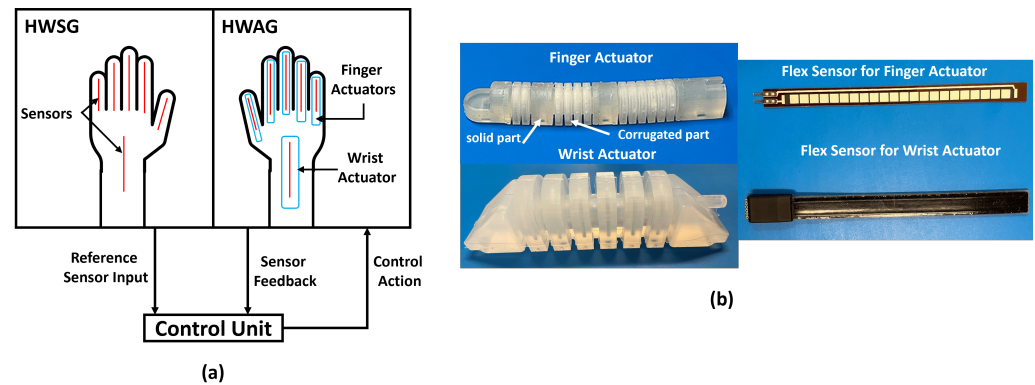 HWSG
HWAG
Sensors
Finger
Actuators
Wrist
Actuator
Reference
Sensor Input
Sensor
Feedback
Control
Action
Control Unit
(a)
Finger Actuator
solid part
Corrugated part
Wrist Actuator
Flex Sensor for Finger Actuator
Flex Sensor for Wrist Actuator
(b)